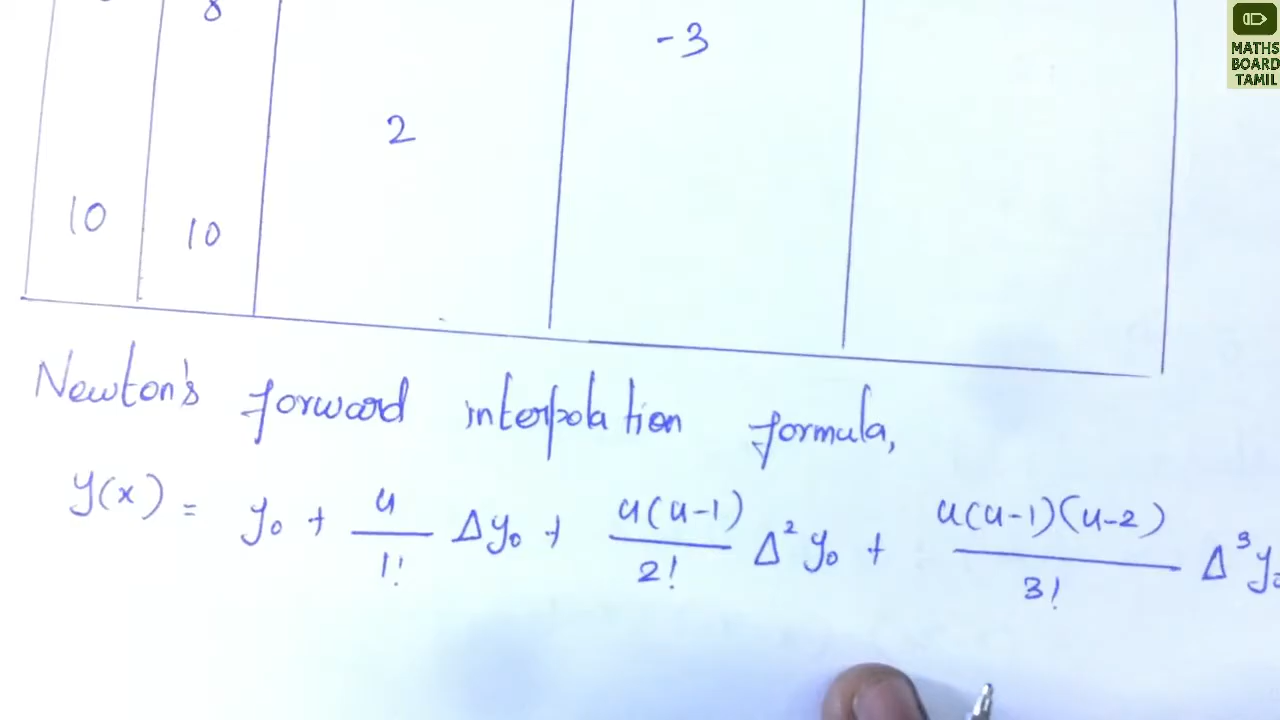 8
-3
MATHS
BOARD
TAMIL
2
10 10
Newton's forward interpolation formula,
y(x) = y₀ + u/1! Δy₀ + u(u-1)/2! Δ²y₀ + u(u-1)(u-2)/3! Δ³y₀